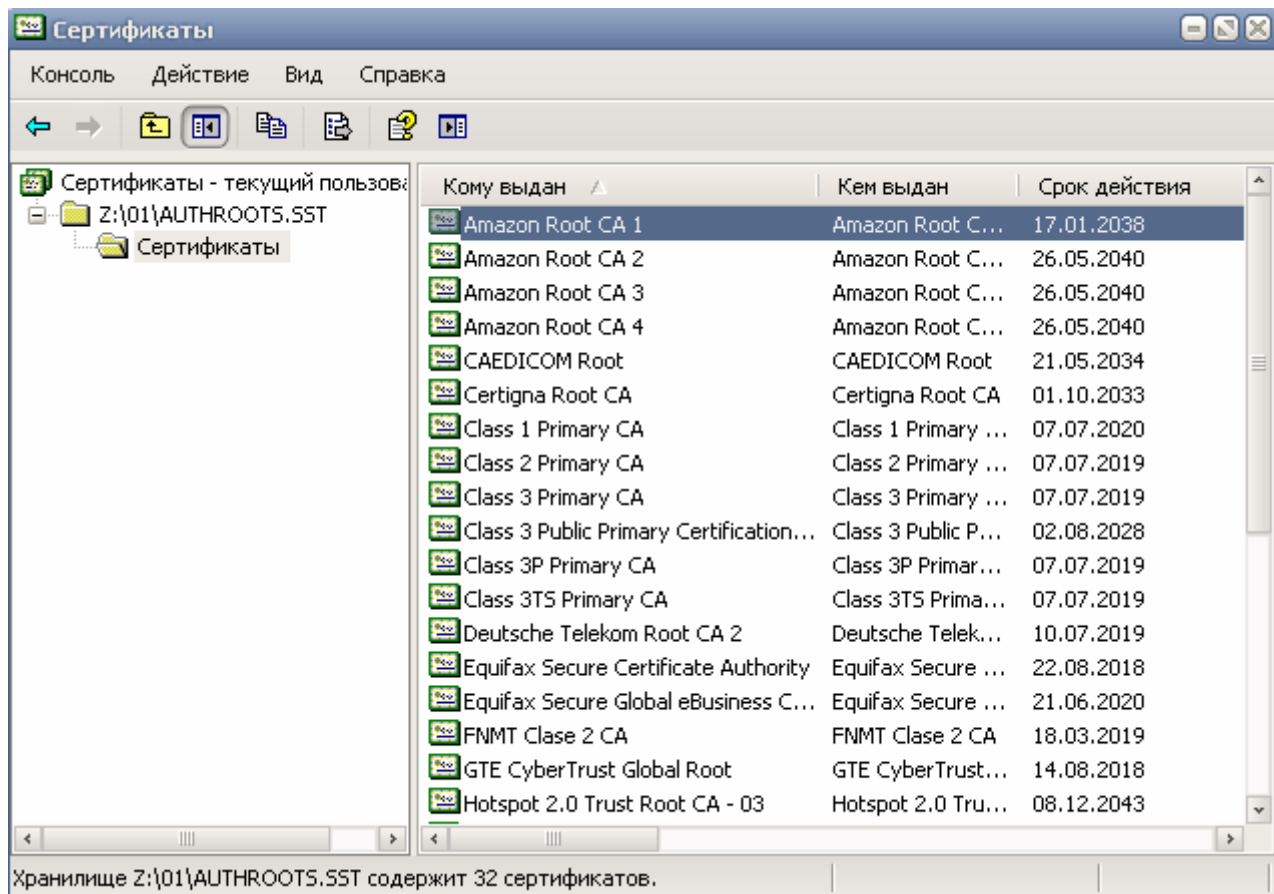 Сертификаты
Консоль Действие Вид Справка
Сертификаты - текущий пользова
Z:\01\AUTHROOTS.SST
Сертификаты
Кому выдан Кем выдан Срок действия
Amazon Root CA 1 Amazon Root C... 17.01.2038
Amazon Root CA 2 Amazon Root C... 26.05.2040
Amazon Root CA 3 Amazon Root C... 26.05.2040
Amazon Root CA 4 Amazon Root C... 26.05.2040
CAEDICOM Root CAEDICOM Root 21.05.2034
Certigna Root CA Certigna Root CA 01.10.2033
Class 1 Primary CA Class 1 Primary ... 07.07.2020
Class 2 Primary CA Class 2 Primary ... 07.07.2019
Class 3 Primary CA Class 3 Primary ... 07.07.2019
Class 3 Public Primary Certification... Class 3 Public P... 02.08.2028
Class 3P Primary CA Class 3P Primar... 07.07.2019
Class 3TS Primary CA Class 3TS Prima... 07.07.2019
Deutsche Telekom Root CA 2 Deutsche Telek... 10.07.2019
Equifax Secure Certificate Authority Equifax Secure ... 22.08.2018
Equifax Secure Global eBusiness C... Equifax Secure ... 21.06.2020
FNMT Clase 2 CA FNMT Clase 2 CA 18.03.2019
GTE CyberTrust Global Root GTE CyberTrust... 14.08.2018
Hotspot 2.0 Trust Root CA - 03 Hotspot 2.0 Tru... 08.12.2043
Хранилище Z:\01\AUTHROOTS.SST содержит 32 сертификатов.